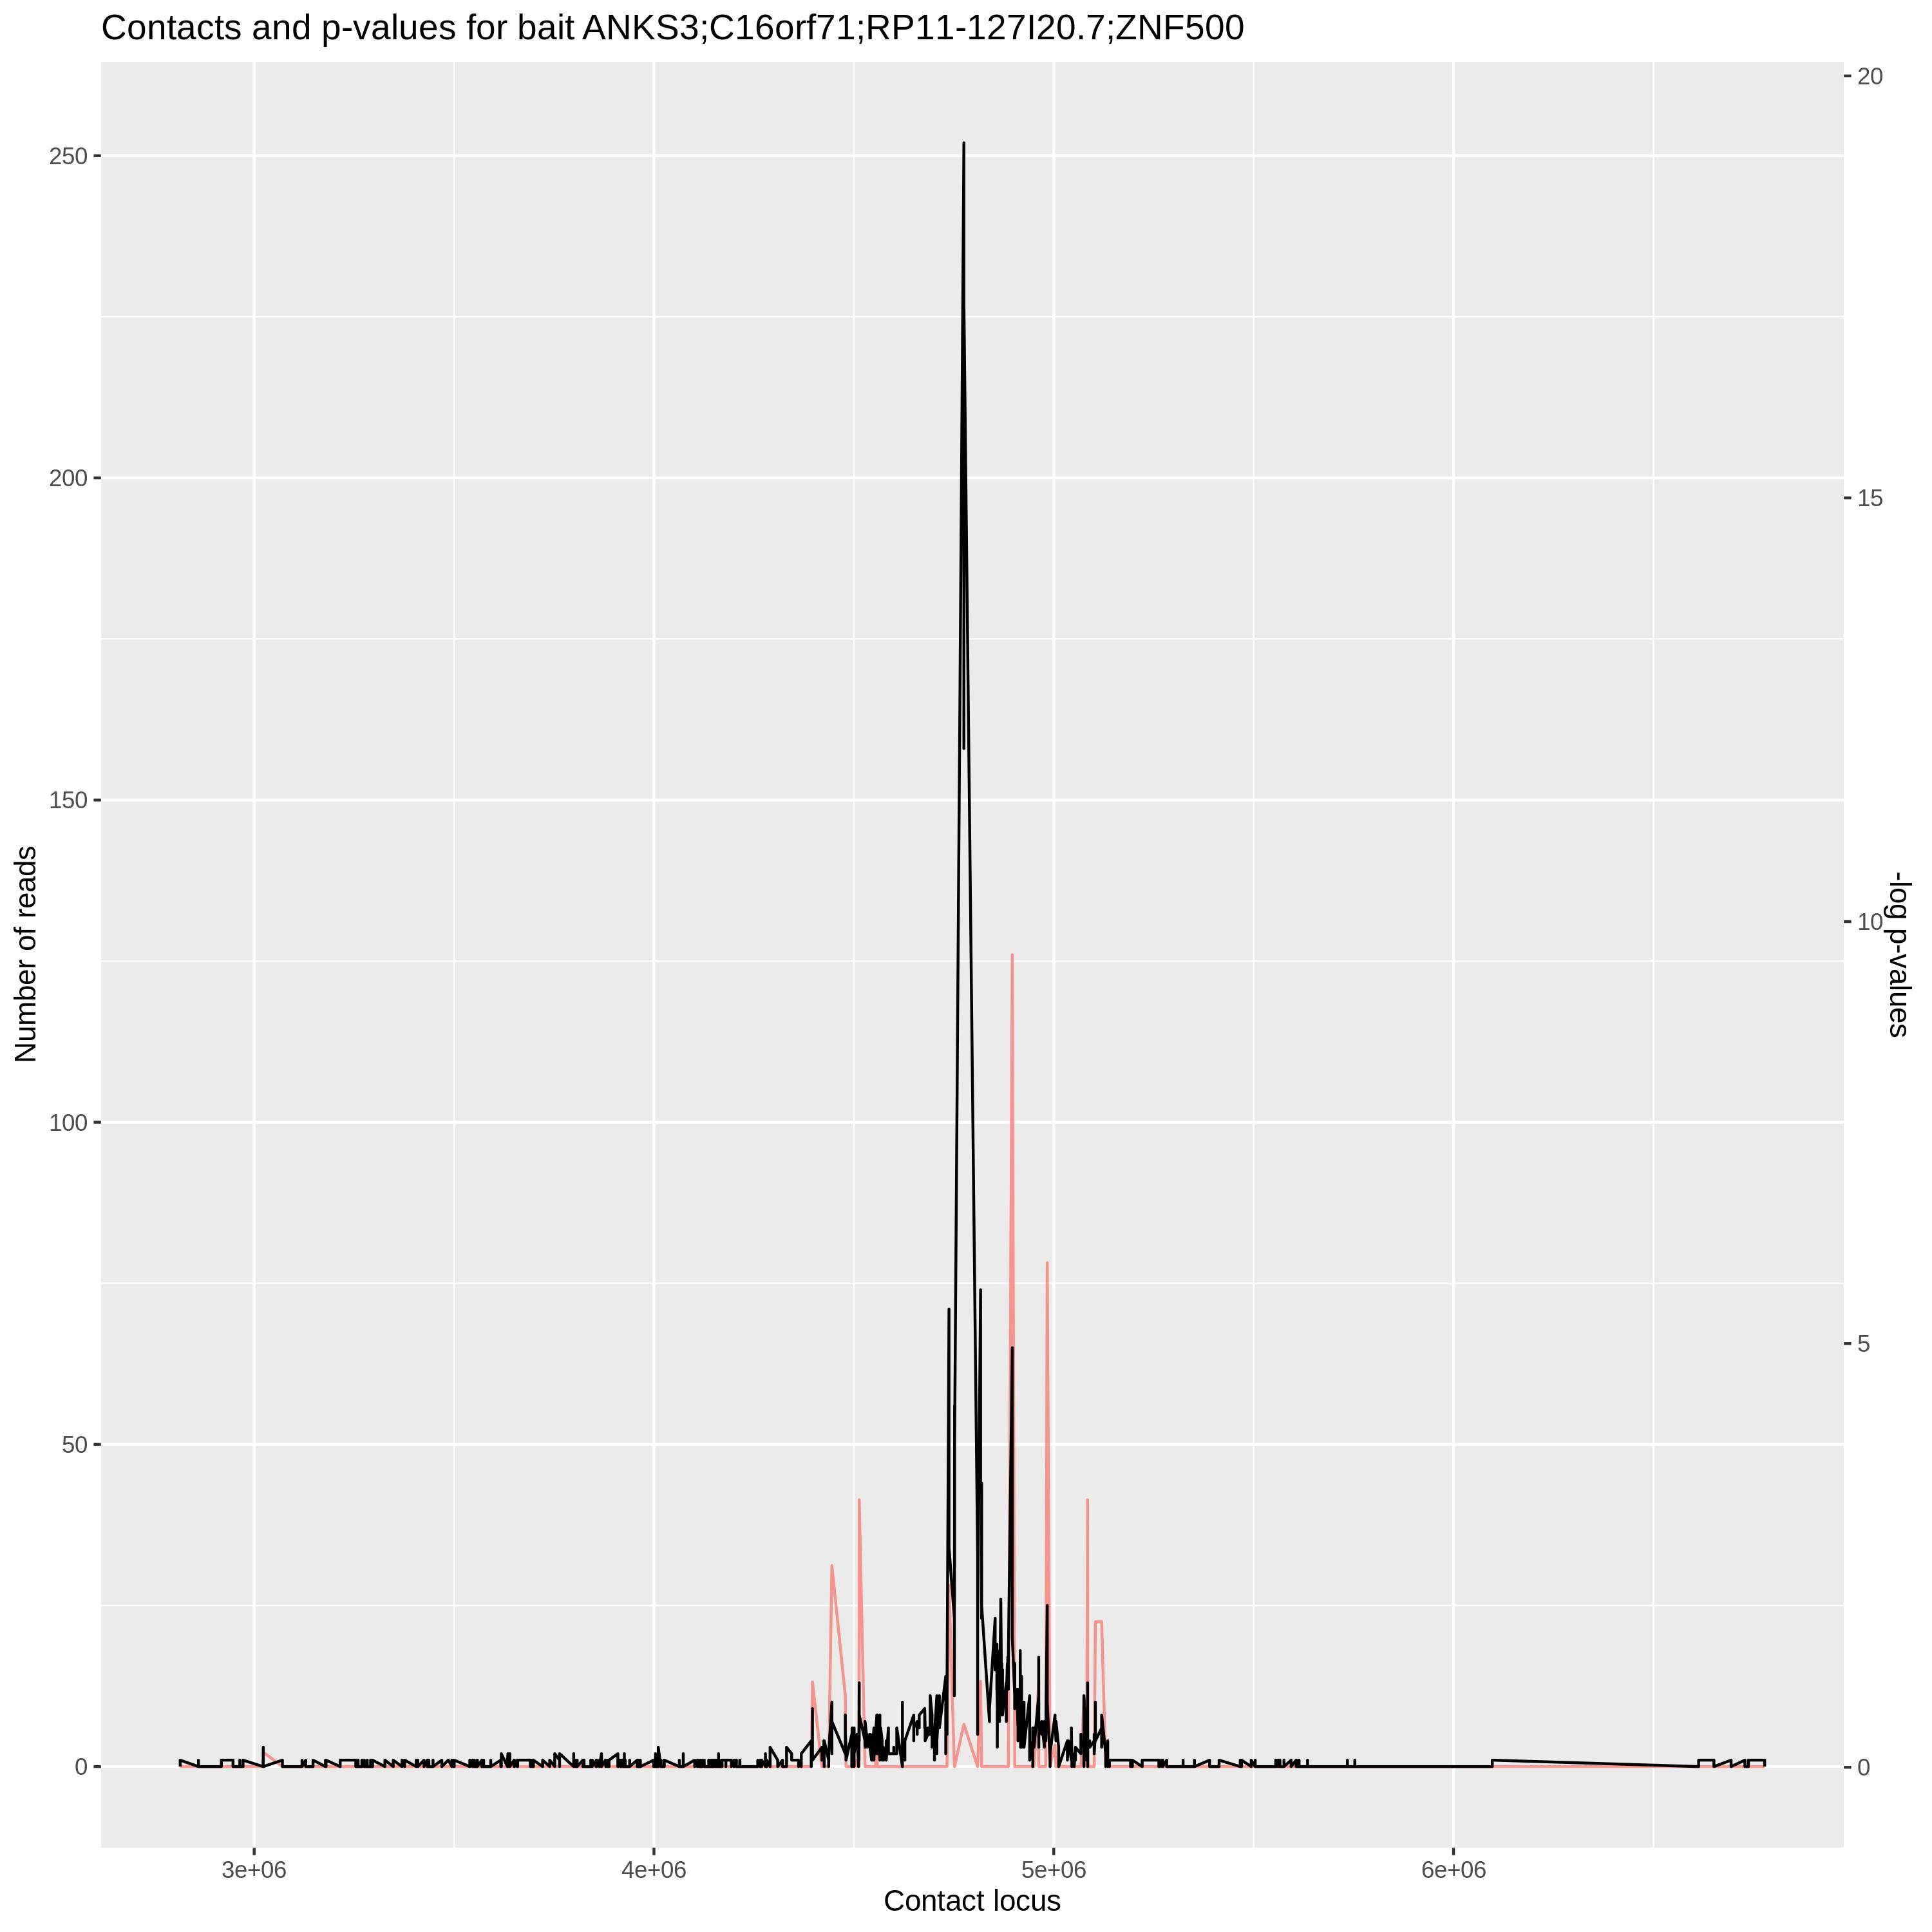 Contacts and p-values for bait ANKS3;C16orf71;RP11-127I20.7;ZNF500
250
200
150
100
50
0
Number of reads
20
15
10
5
0
-log p-values
3e+06
4e+06
5e+06
6e+06
Contact locus